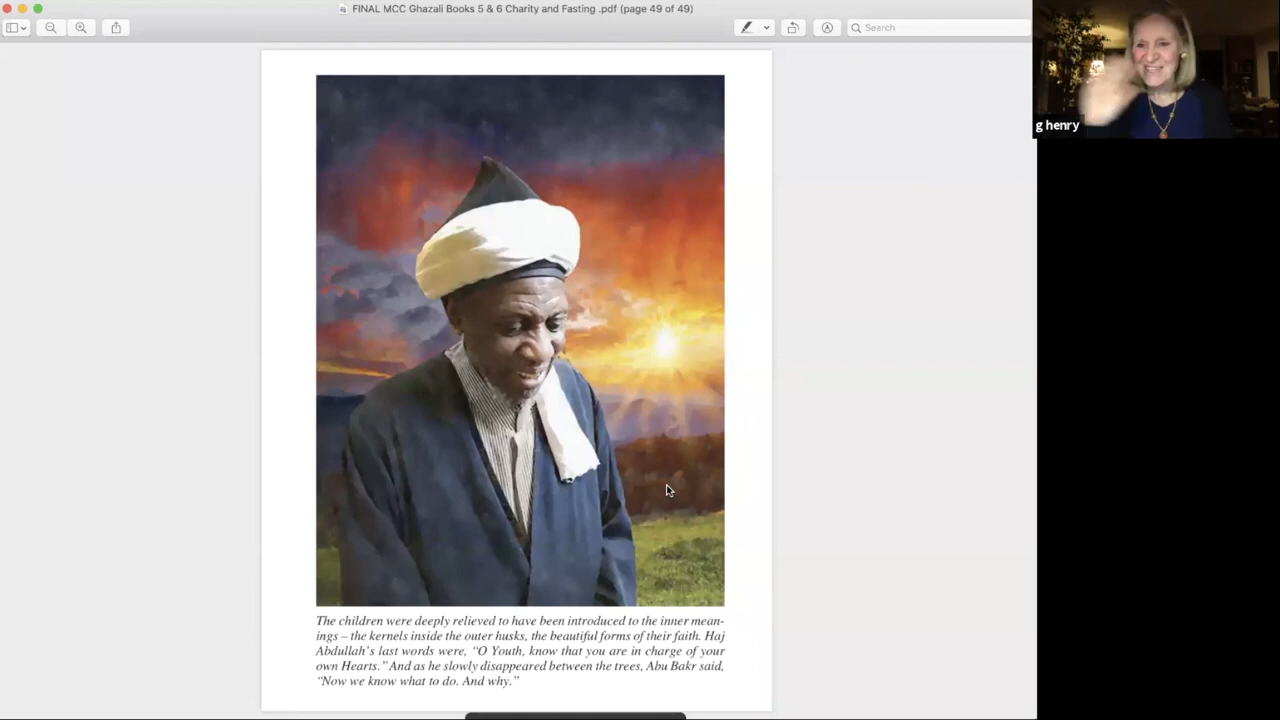 FINAL MCC Ghazali Books 5 & 6 Charity and Fasting .pdf (page 49 of 49)
Search
g henry
The children were deeply relieved to have been introduced to the inner mean-
ings – the kernels inside the outer husks, the beautiful forms of their faith. Haj
Abdullah’s last words were, “O Youth, know that you are in charge of your
own Hearts.” And as he slowly disappeared between the trees, Abu Bakr said,
“Now we know what to do. And why.”